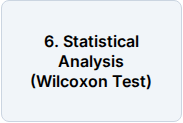 6. Statistical
Analysis
(Wilcoxon Test)